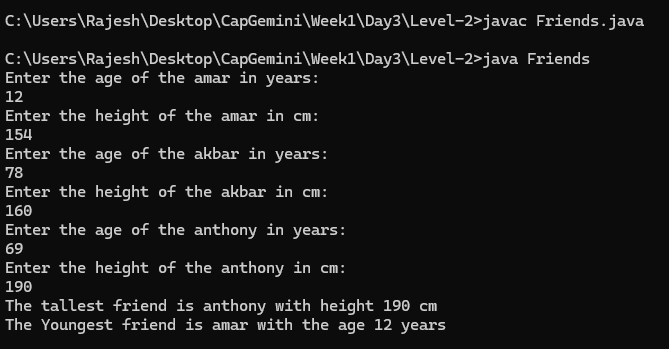 C:\Users\Rajesh\Desktop\CapGemini\Week1\Day3\Level-2>javac Friends.java
C:\Users\Rajesh\Desktop\CapGemini\Week1\Day3\Level-2>java Friends
Enter the age of the amar in years:
12
Enter the height of the amar in cm:
154
Enter the age of the akbar in years:
78
Enter the height of the akbar in cm:
160
Enter the age of the anthony in years:
69
Enter the height of the anthony in cm:
190
The tallest friend is anthony with height 190 cm
The Youngest friend is amar with the age 12 years